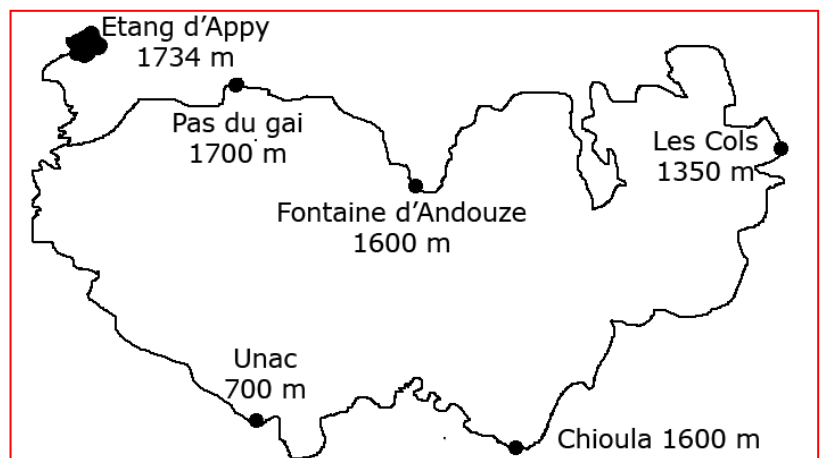 Etang d’Appy
1734 m
Pas du gai
1700 m
Les Cols
1350 m
Fontaine d’Andouze
1600 m
Unac
700 m
Chioula 1600 m